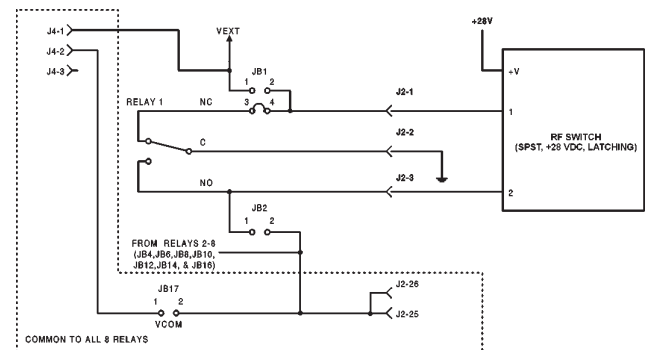 J4-1
J4-2
J4-3
VEXT
JB1
1 2
3 4
RELAY 1
NC
C
NO
J2-1
J2-2
J2-3
+28V
+V
1
2
RF SWITCH
(SPST, +28 VDC, LATCHING)
JB2
1 2
FROM RELAYS 2-8
(JB4,JB6,JB8,JB10,
JB12,JB14, & JB16)
JB17
1 2
VCOM
J2-26
J2-25
COMMON TO ALL 8 RELAYS